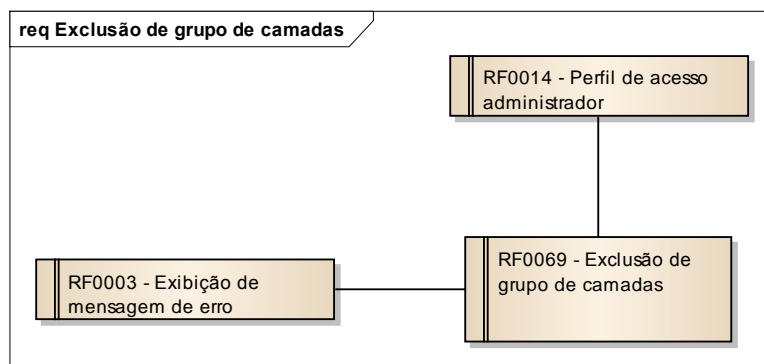 req Exclusão de grupo de camadas
RF0014 - Perfil de acesso
administrador
RF0069 - Exclusão de
grupo de camadas
RF0003 - Exibição de
mensagem de erro